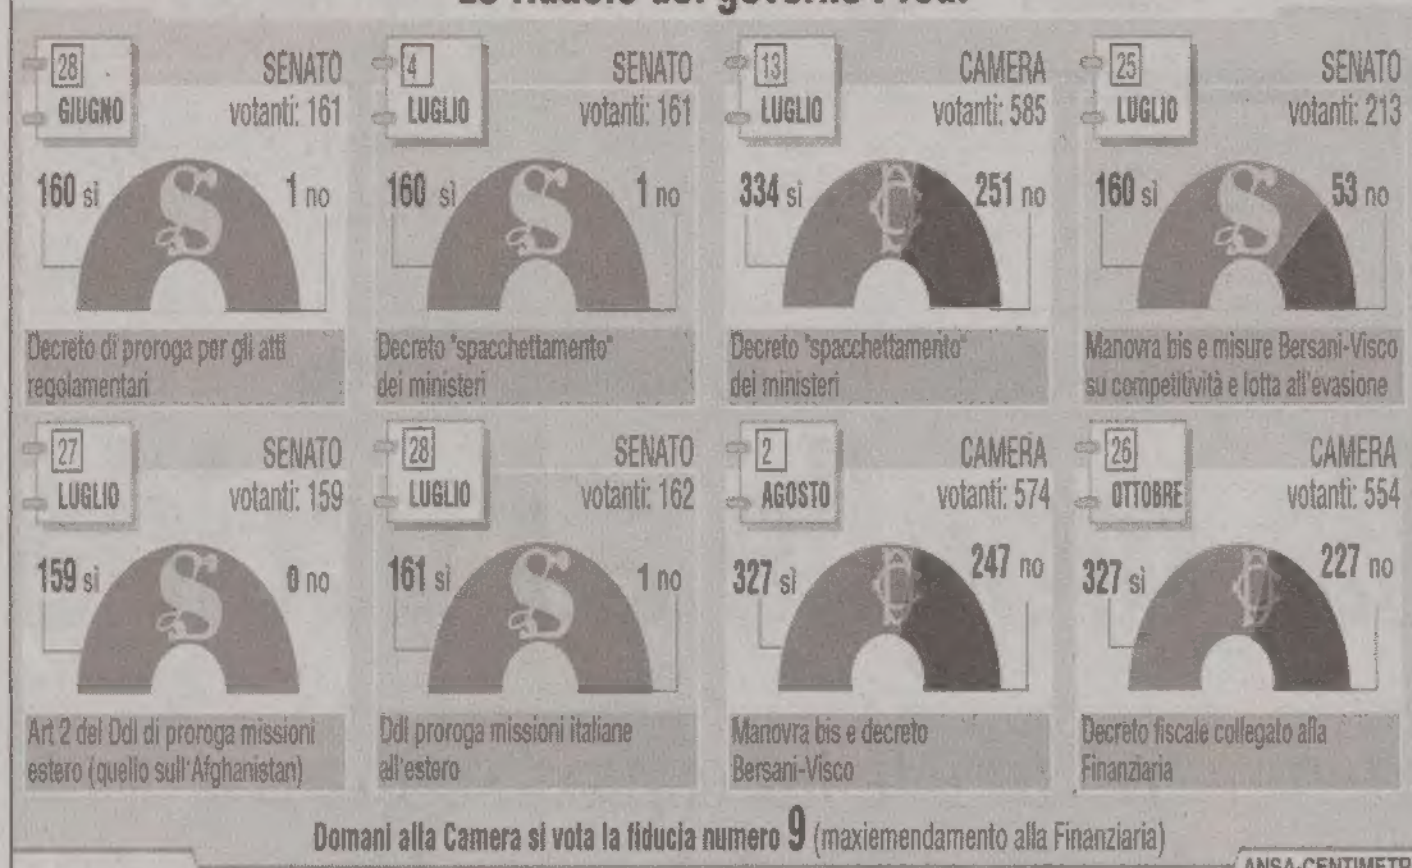 28
GIUGNO
SENATO
votanti: 161
160 sì
1 no
Decreto di proroga per gli atti
regolamentari
4
LUGLIO
SENATO
votanti: 161
160 sì
1 no
Decreto "spacchettamento"
dei ministeri
13
LUGLIO
CAMERA
votanti: 585
334 sì
251 no
Decreto "spacchettamento"
dei ministeri
25
LUGLIO
SENATO
votanti: 213
160 sì
53 no
Manovra bis e misure Bersani-Visco
su competitività e lotta all'evasione
27
LUGLIO
SENATO
votanti: 159
159 sì
0 no
Art 2 del Ddl di proroga missioni
estero (quello sull'Afghanistan)
28
LUGLIO
SENATO
votanti: 162
161 sì
1 no
Ddl proroga missioni italiane
all'estero
2
AGOSTO
CAMERA
votanti: 574
327 sì
247 no
Manovra bis e decreto
Bersani-Visco
26
OTTOBRE
CAMERA
votanti: 554
327 sì
227 no
Decreto fiscale collegato alla
Finanziaria
Domani alla Camera si vota la fiducia numero 9 (maxiemendamento alla Finanziaria)